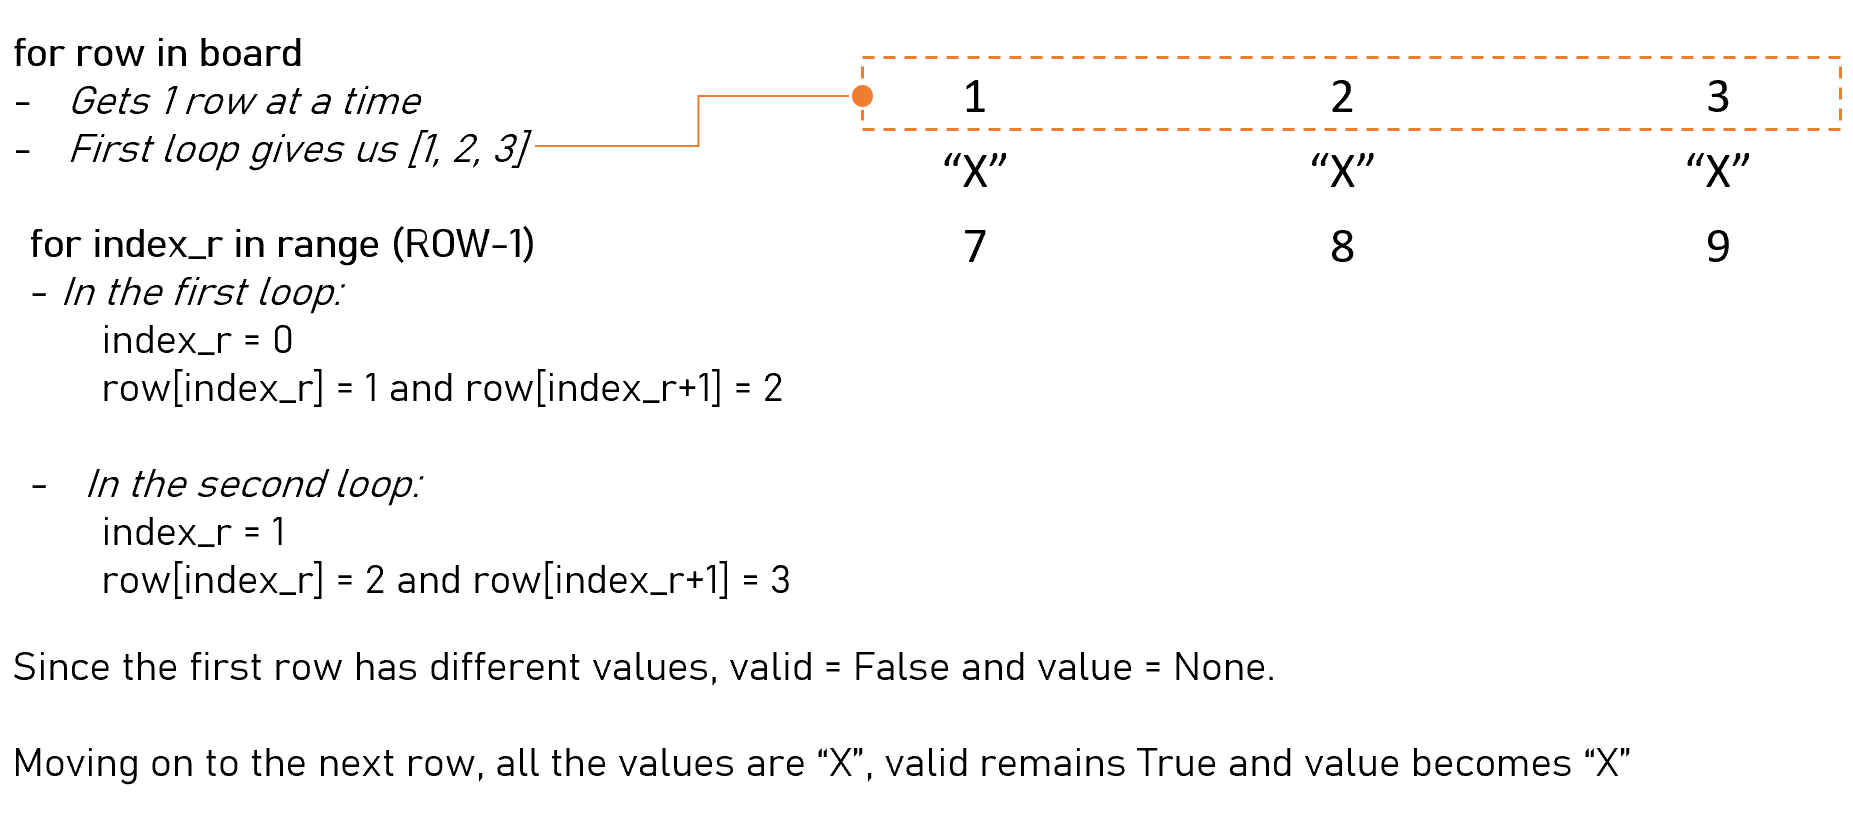 for row in board
- Gets 1 row at a time
- First loop gives us [1, 2, 3]
for index_r in range (ROW-1)
- In the first loop:
index_r = 0
row[index_r] = 1 and row[index_r+1] = 2
- In the second loop:
index_r = 1
row[index_r] = 2 and row[index_r+1] = 3
1 2 3
“X” “X” “X”
7 8 9
Since the first row has different values, valid = False and value = None.
Moving on to the next row, all the values are “X”, valid remains True and value becomes “X”